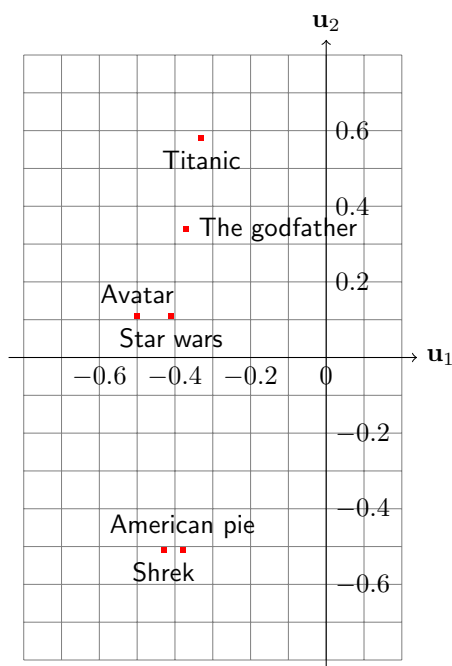 u₂
0.6
Titanic
0.4
The godfather
0.2
Avatar
Star wars
u₁
−0.6 −0.4 −0.2 0
−0.2
−0.4
American pie
Shrek
−0.6